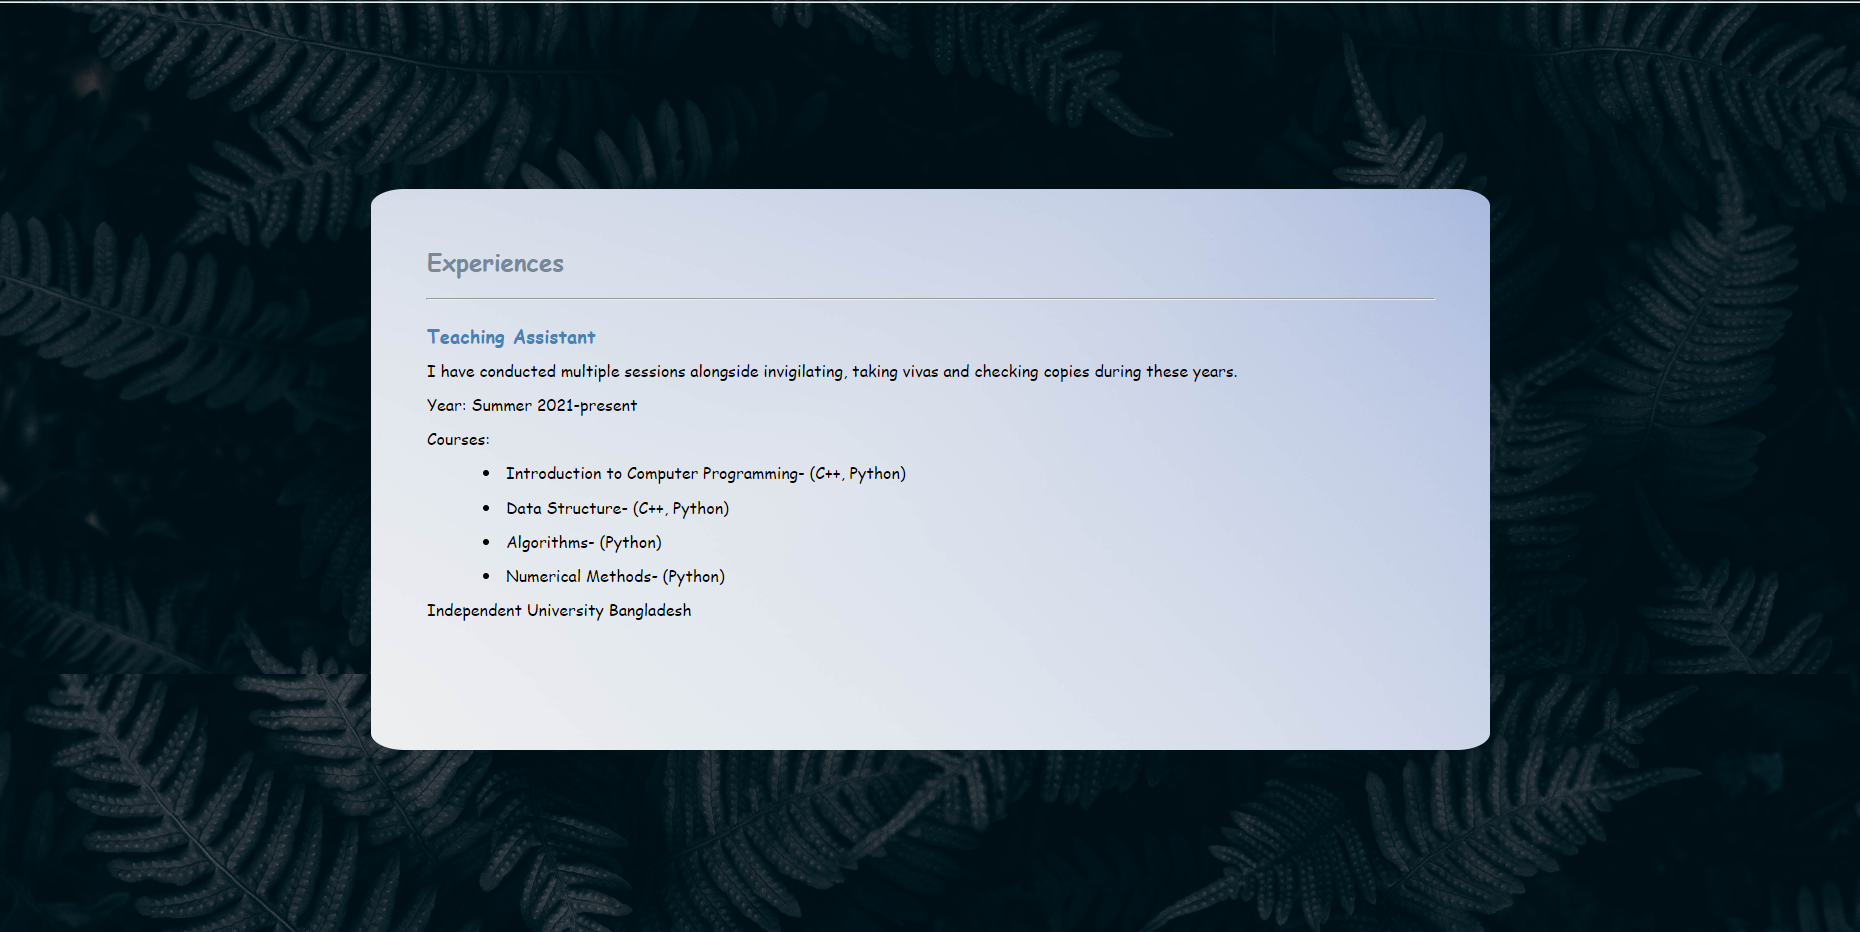 Experiences
Teaching Assistant
I have conducted multiple sessions alongside invigilating, taking vivas and checking copies during these years.
Year: Summer 2021-present
Courses:
Introduction to Computer Programming- (C++, Python)
Data Structure- (C++, Python)
Algorithms- (Python)
Numerical Methods- (Python)
Independent University Bangladesh